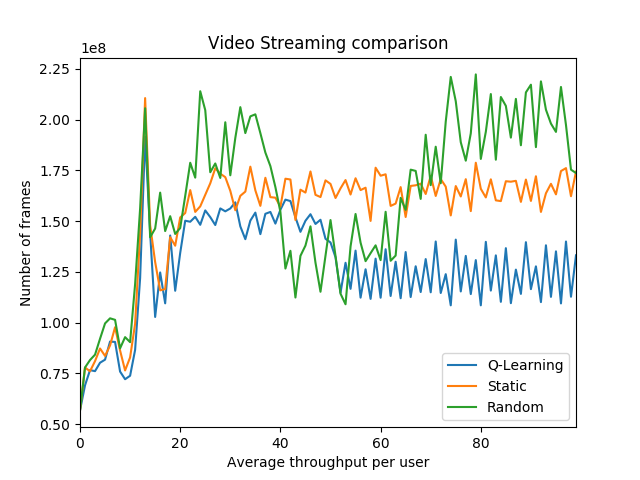 Video Streaming comparison
1e8
2.25
2.00
1.75
1.50
1.25
1.00
0.75
0.50
Number of frames
0
20
40
60
80
Average throughput per user
Q-Learning
Static
Random